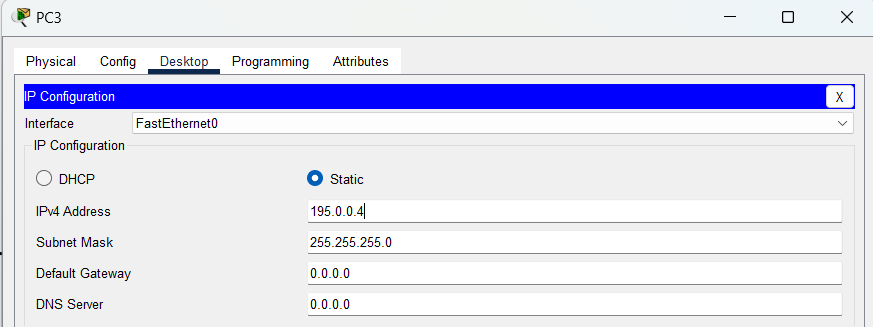 PC3
Physical Config Desktop Programming Attributes
IP Configuration X
Interface FastEthernet0
IP Configuration
DHCP Static
IPv4 Address 195.0.0.4
Subnet Mask 255.255.255.0
Default Gateway 0.0.0.0
DNS Server 0.0.0.0